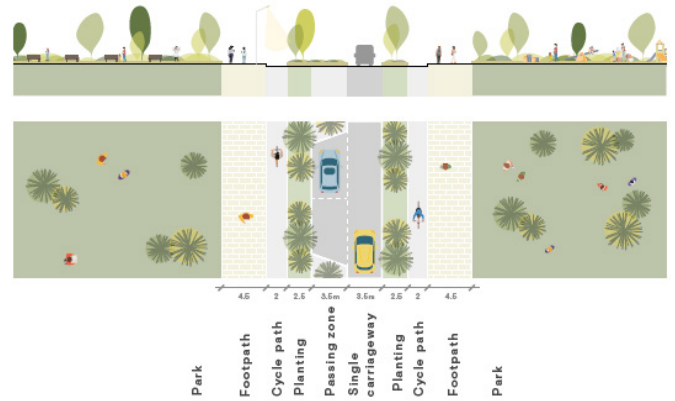 4.5
2
2.5
3.5m
3.5m
2.5
2
4.5
Park
Footpath
Cycle path
Planting
Passing zone
Single
carriageway
Planting
Cycle path
Footpath
Park